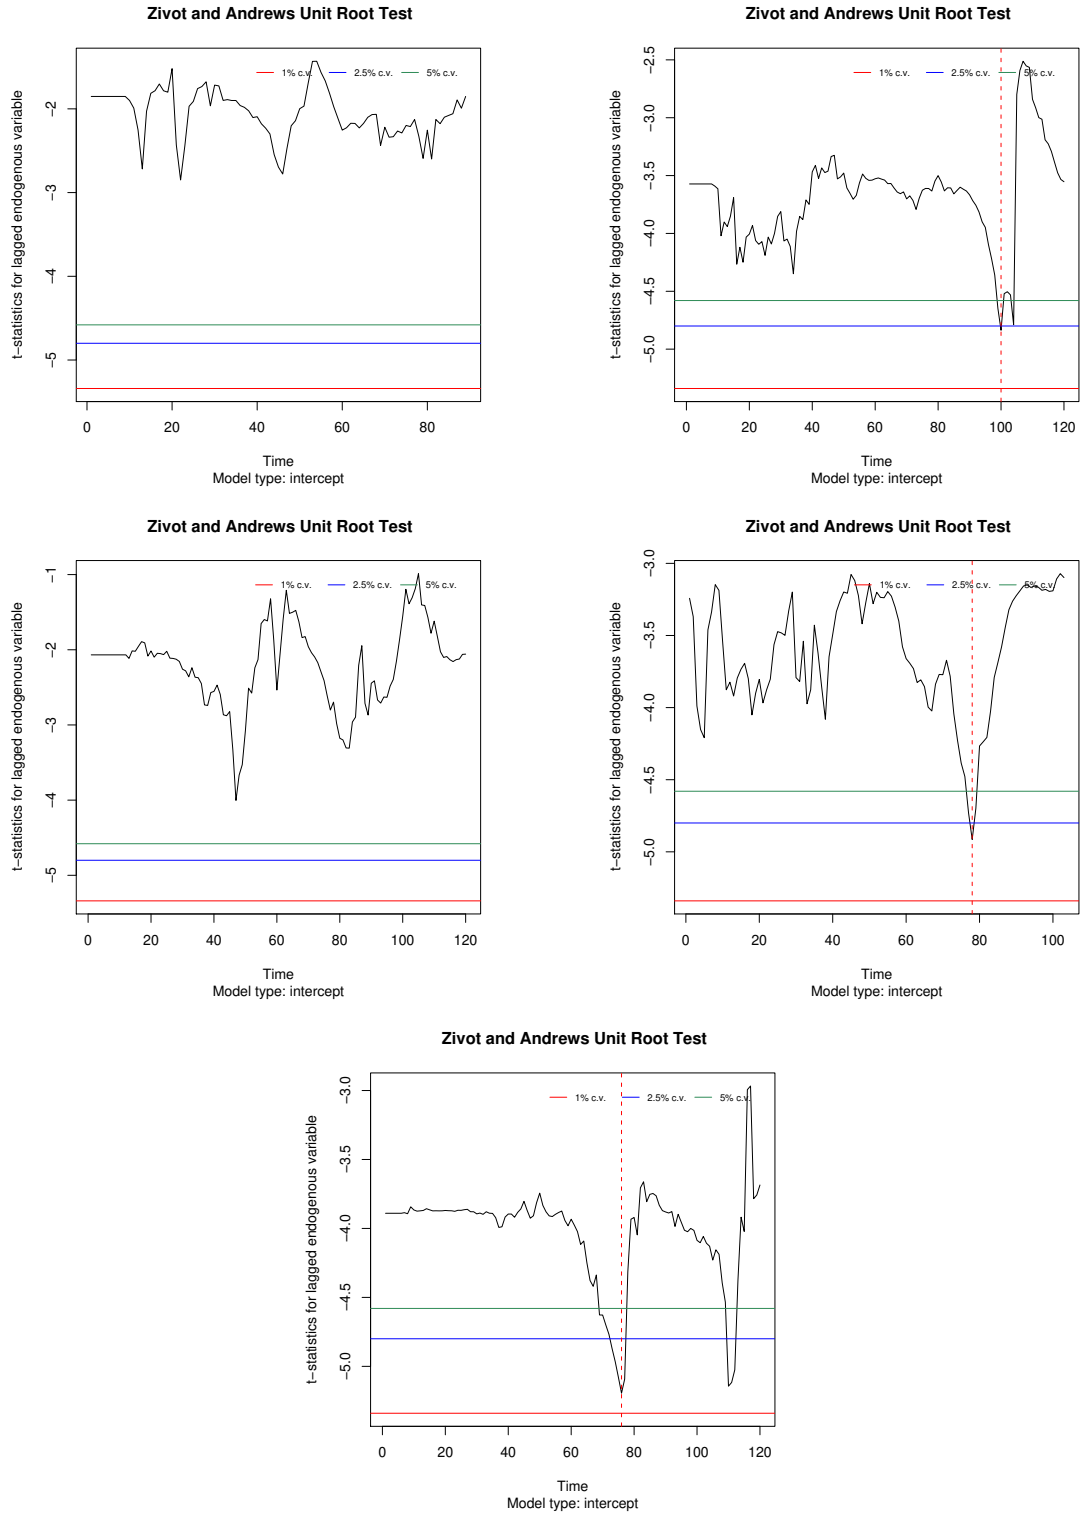 Zivot and Andrews Unit Root Test
t−statistics for lagged endogenous variable
−2
−3
−4
−5
1% c.v. 2.5% c.v. 5% c.v.
0 20 40 60 80
Time
Model type: intercept
Zivot and Andrews Unit Root Test
t−statistics for lagged endogenous variable
−2.5
−3.0
−3.5
−4.0
−4.5
−5.0
1% c.v. 2.5% c.v. 5% c.v.
0 20 40 60 80 100 120
Time
Model type: intercept
Zivot and Andrews Unit Root Test
t−statistics for lagged endogenous variable
−1
−2
−3
−4
−5
1% c.v. 2.5% c.v. 5% c.v.
0 20 40 60 80 100 120
Time
Model type: intercept
Zivot and Andrews Unit Root Test
t−statistics for lagged endogenous variable
−3.0
−3.5
−4.0
−4.5
−5.0
1% c.v. 2.5% c.v. 5% c.v.
0 20 40 60 80 100
Time
Model type: intercept
Zivot and Andrews Unit Root Test
t−statistics for lagged endogenous variable
−3.0
−3.5
−4.0
−4.5
−5.0
1% c.v. 2.5% c.v. 5% c.v.
0 20 40 60 80 100 120
Time
Model type: intercept